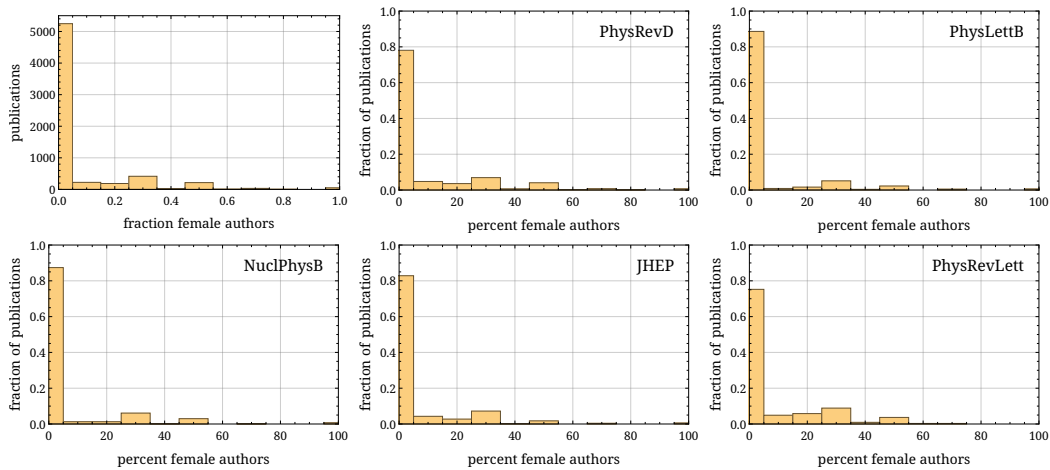 publications
5000
4000
3000
2000
1000
0
0.0 0.2 0.4 0.6 0.8 1.0
fraction female authors
PhysRevD
fraction of publications
1.0
0.8
0.6
0.4
0.2
0.0
0 20 40 60 80 100
percent female authors
PhysLettB
fraction of publications
1.0
0.8
0.6
0.4
0.2
0.0
0 20 40 60 80 100
percent female authors
NuclPhysB
fraction of publications
1.0
0.8
0.6
0.4
0.2
0.0
0 20 40 60 80 100
percent female authors
JHEP
fraction of publications
1.0
0.8
0.6
0.4
0.2
0.0
0 20 40 60 80 100
percent female authors
PhysRevLett
fraction of publications
1.0
0.8
0.6
0.4
0.2
0.0
0 20 40 60 80 100
percent female authors